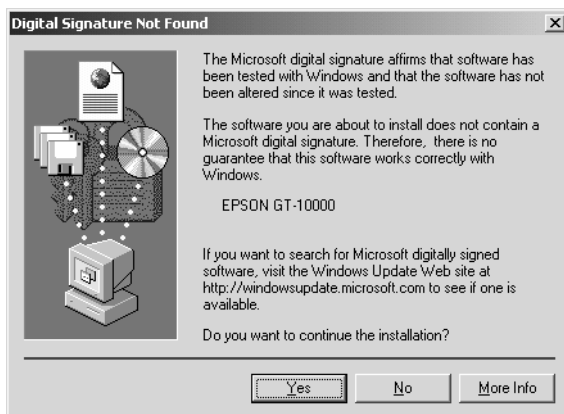 Digital Signature Not Found
The Microsoft digital signature affirms that software has
been tested with Windows and that the software has not
been altered since it was tested.
The software you are about to install does not contain a
Microsoft digital signature. Therefore, there is no
guarantee that this software works correctly with
Windows.
EPSON GT-10000
If you want to search for Microsoft digitally signed
software, visit the Windows Update Web site at
http://windowsupdate.microsoft.com to see if one is
available.
Do you want to continue the installation?
Yes
No
More Info